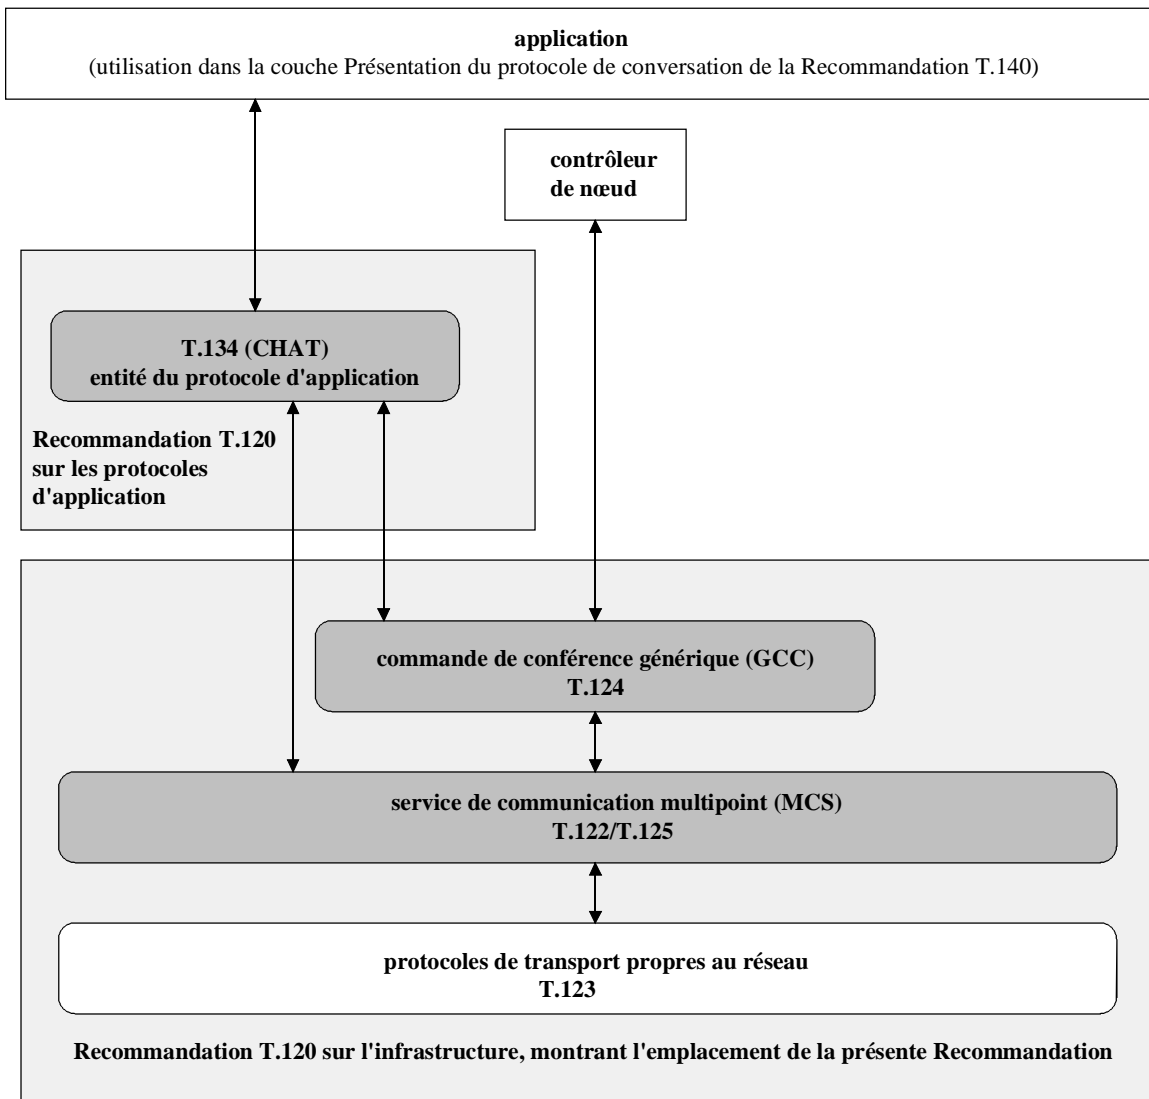 application
(utilisation dans la couche Présentation du protocole de conversation de la Recommandation T.140)
contrôleur
de nœud
T.134 (CHAT)
entité du protocole d'application
Recommandation T.120
sur les protocoles
d'application
commande de conférence générique (GCC)
T.124
service de communication multipoint (MCS)
T.122/T.125
protocoles de transport propres au réseau
T.123
Recommandation T.120 sur l'infrastructure, montrant l'emplacement de la présente Recommandation